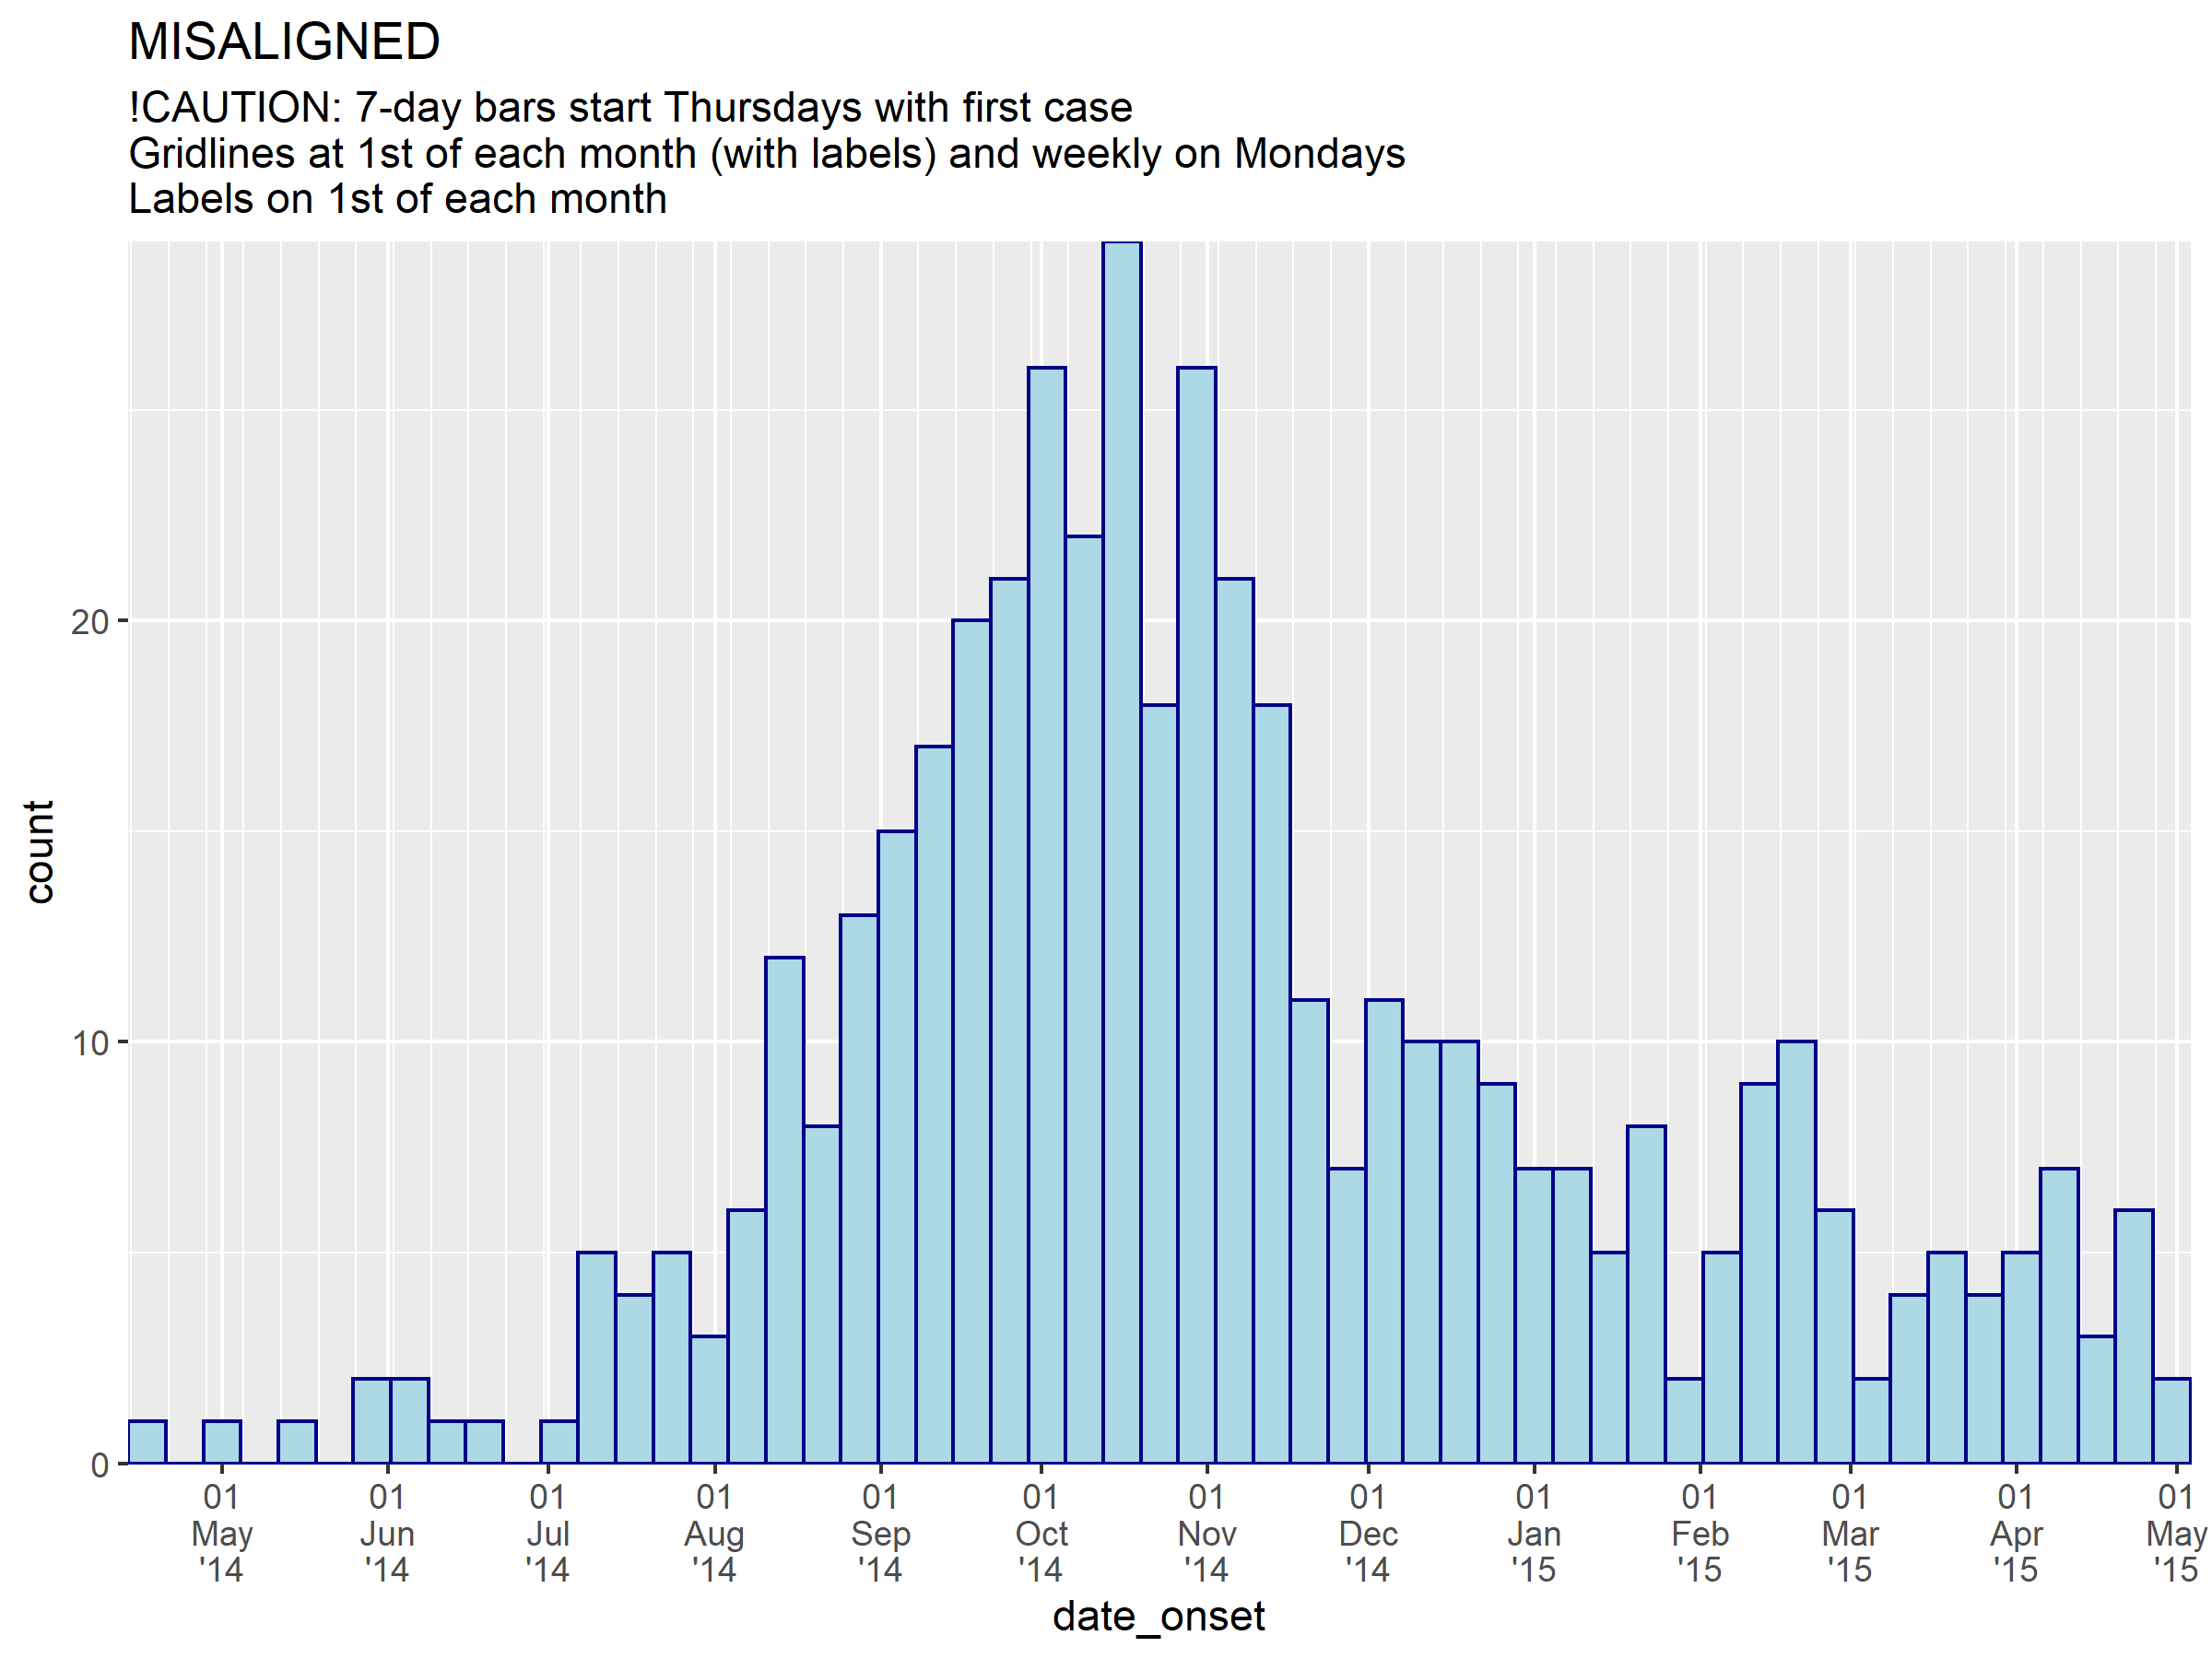 MISALIGNED
!CAUTION: 7-day bars start Thursdays with first case
Gridlines at 1st of each month (with labels) and weekly on Mondays
Labels on 1st of each month
count
20
10
0
01 01 01 01 01 01 01 01 01 01 01 01 01
May Jun Jul Aug Sep Oct Nov Dec Jan Feb Mar Apr May
'14 '14 '14 '14 '14 '14 '14 '14 '15 '15 '15 '15 '15
date_onset